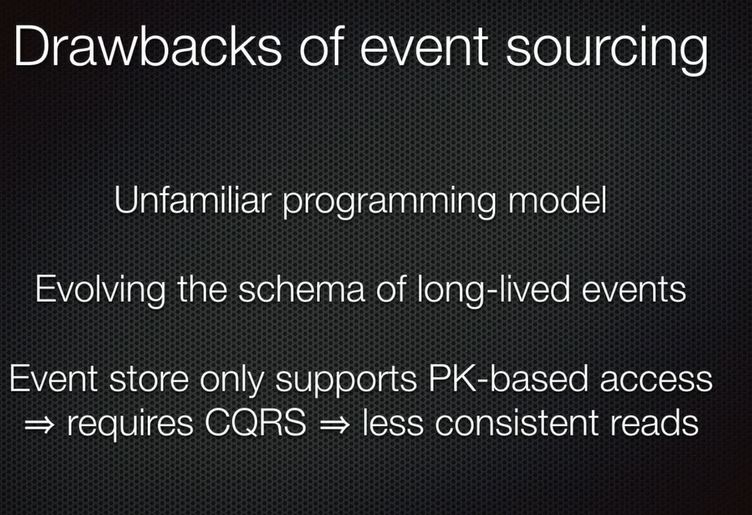 Drawbacks of event sourcing
Unfamiliar programming model
Evolving the schema of long-lived events
Event store only supports PK-based access
⇒ requires CQRS ⇒ less consistent reads